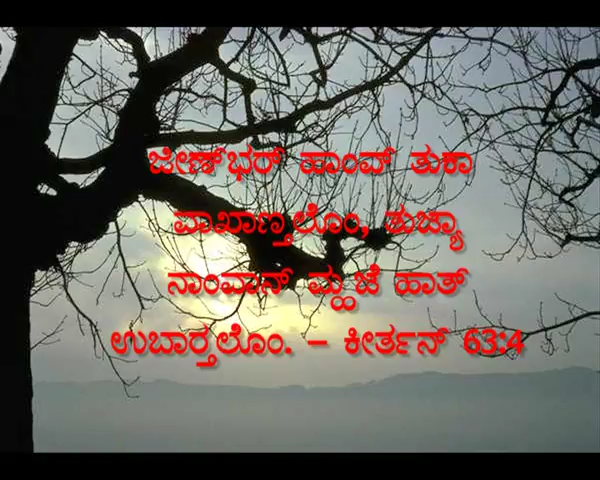 ಜೀಣ್‌ಭರ್ ಹಾಂವ್ ತುಕಾ
ವಾಖಾಣ್ತಲೊಂ, ತುಜ್ಯಾ
ನಾಂವಾನ್ ಮ್ಹಜೆ ಹಾತ್
ಉಬಾರ್‍ತಲೊಂ. – ಕೀರ್ತನ್ 63:4